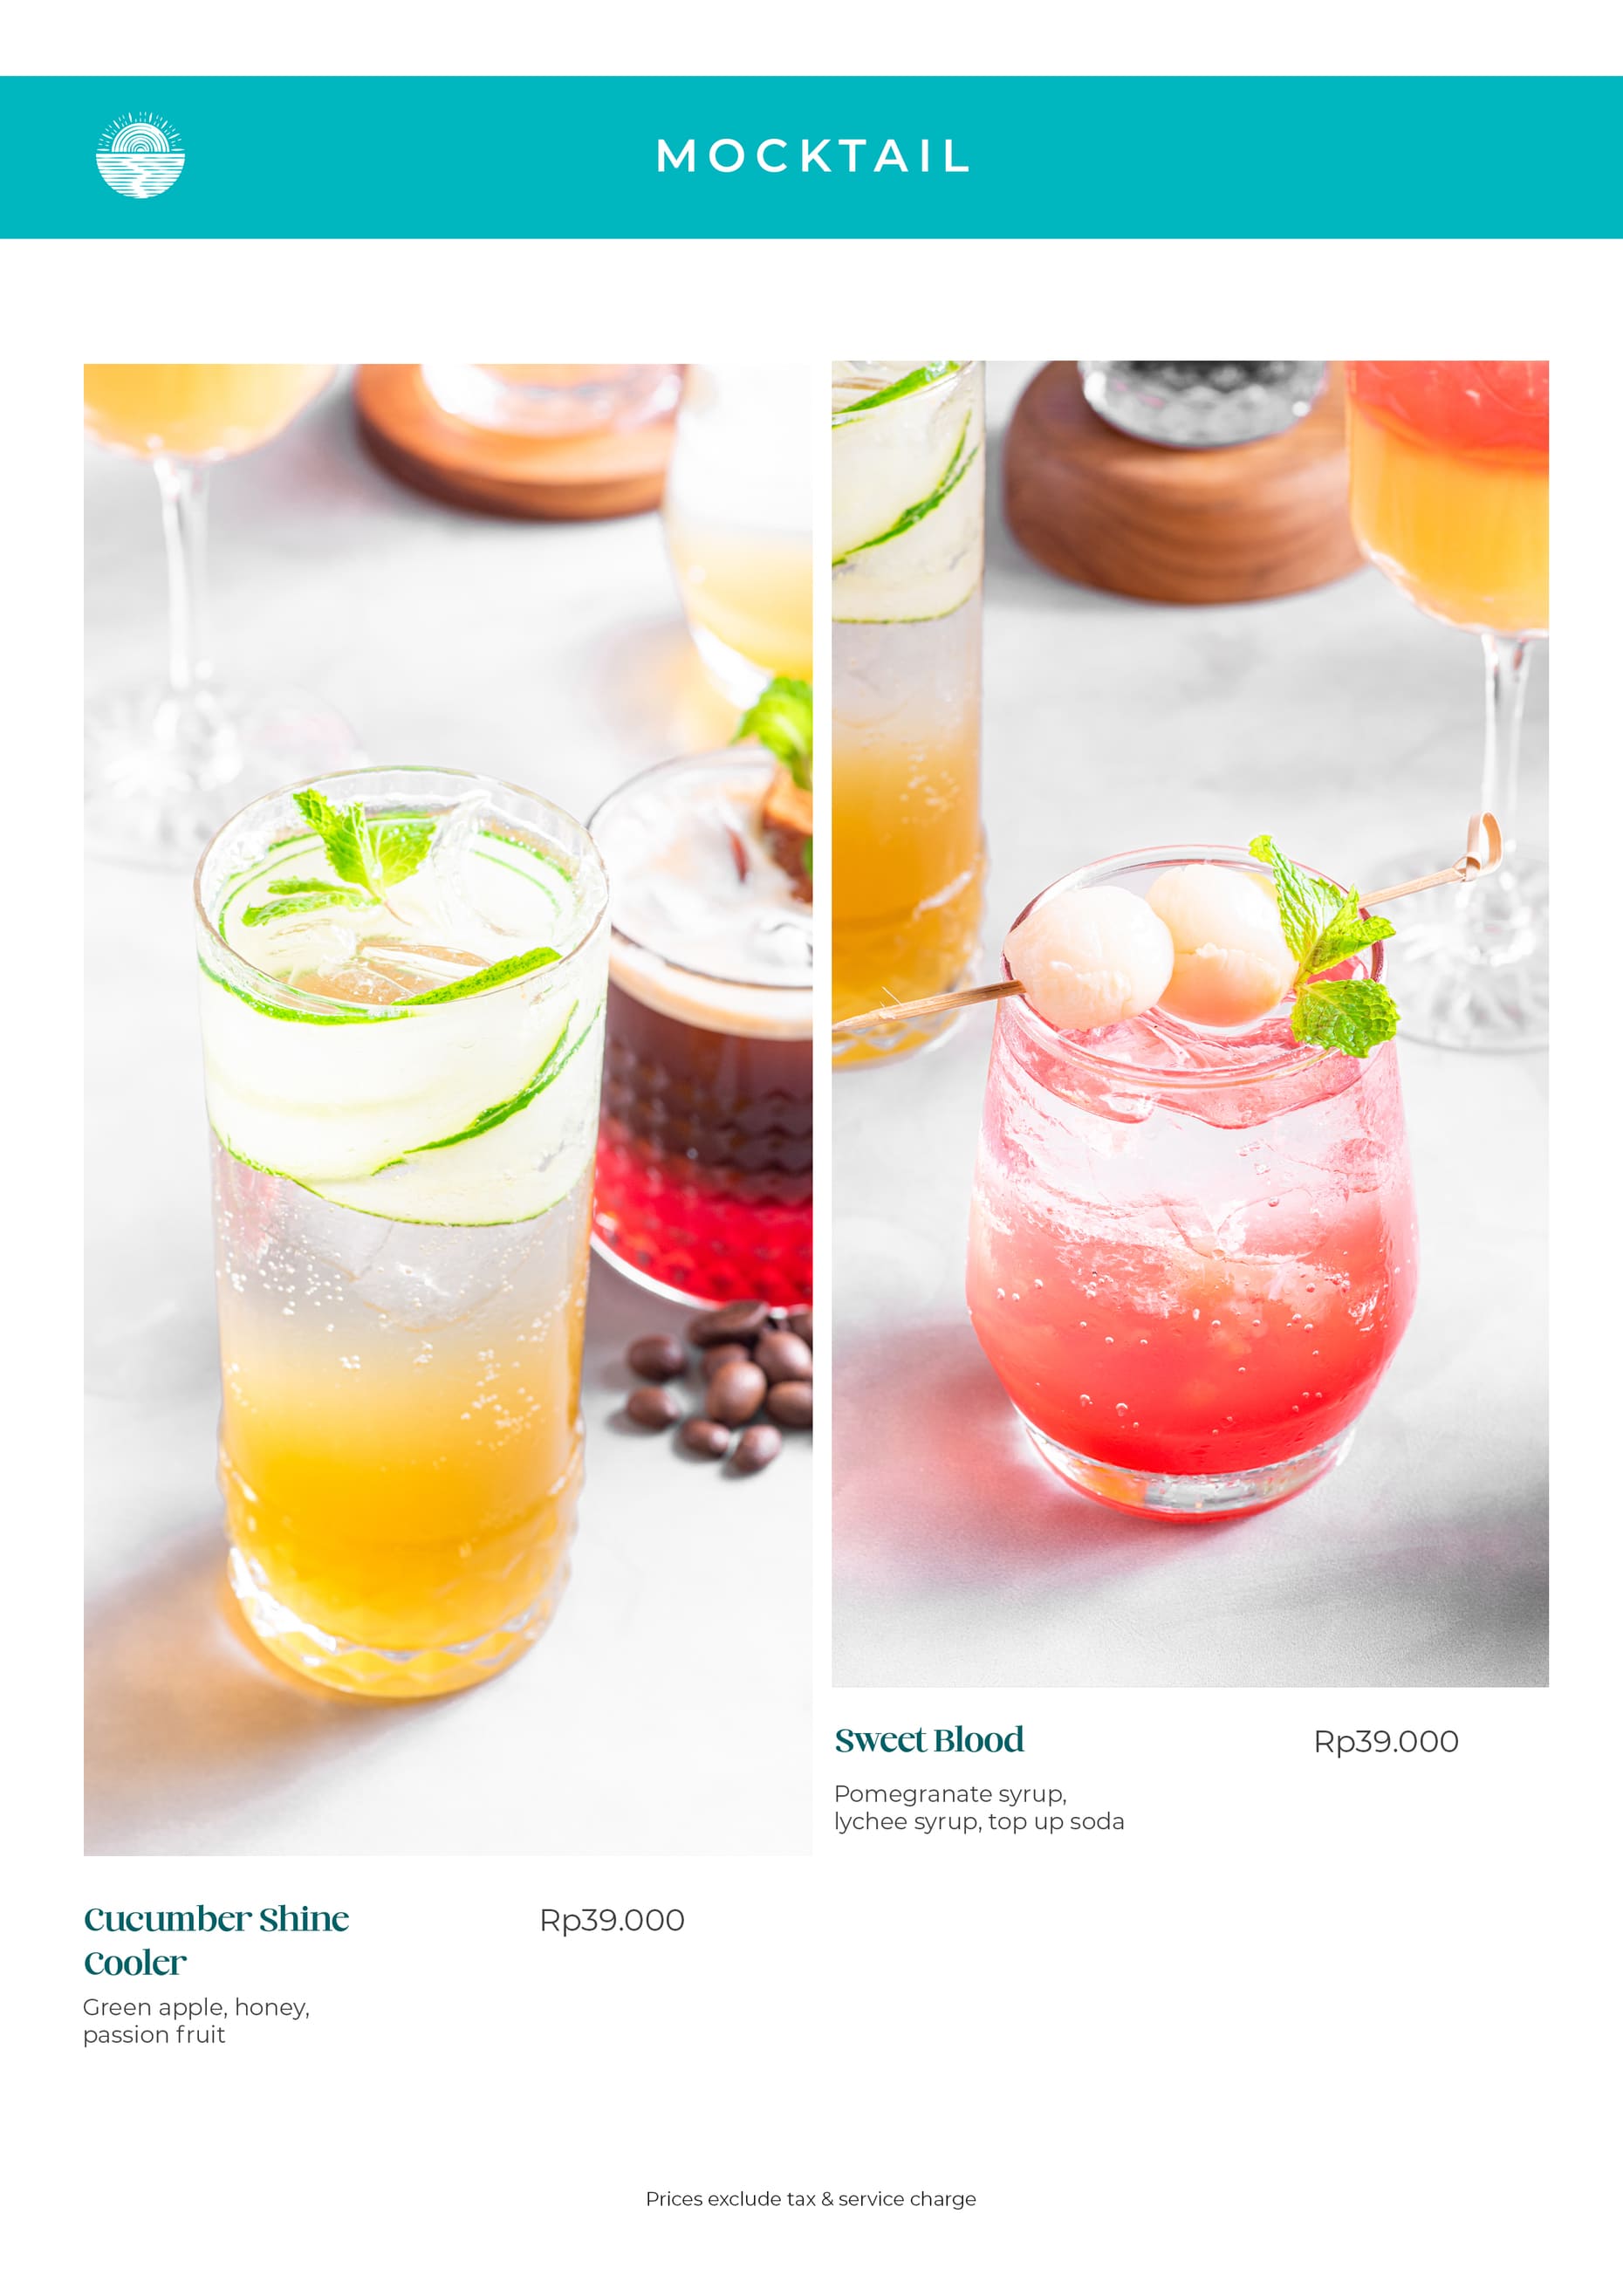 MOCKTAIL
Cucumber Shine
Cooler
Rp39.000
Green apple, honey,
passion fruit
Sweet Blood
Rp39.000
Pomegranate syrup,
lychee syrup, top up soda
Prices exclude tax & service charge